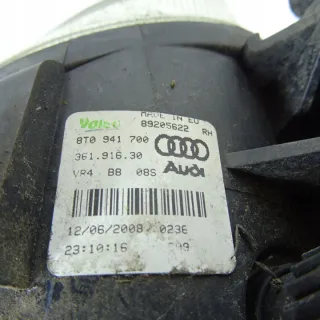 MADE IN EU
Valeo 89205622 RH
8T0 941 700
361.916.30
VP4 BB 08S Audi
12/06/2008 0236
23:10:16